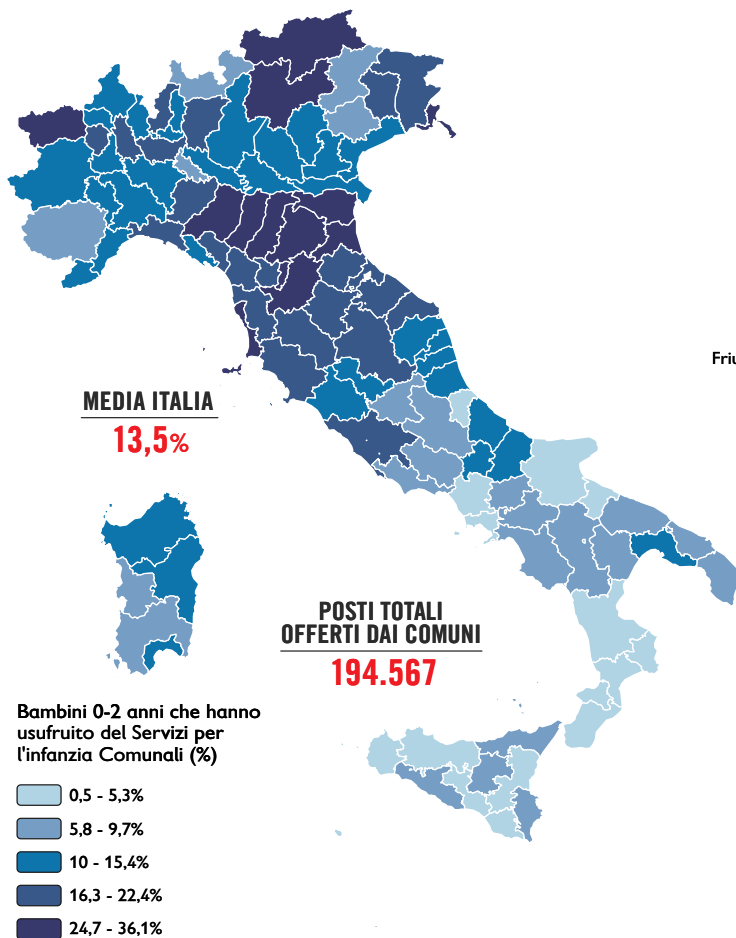 Friu
MEDIA ITALIA
13,5%
POSTI TOTALI
OFFERTI DAI COMUNI
194.567
Bambini 0-2 anni che hanno
usufruito del Servizi per
l'infanzia Comunali (%)
0,5 - 5,3%
5,8 - 9,7%
10 - 15,4%
16,3 - 22,4%
24,7 - 36,1%